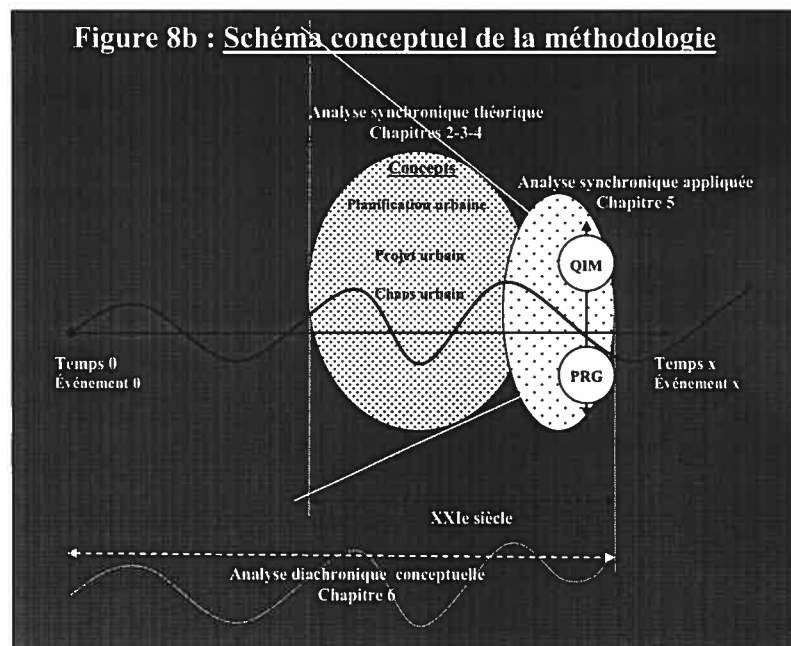 Figure 8b : Schéma conceptuel de la méthodologie
Analyse synchronique théorique
Chapitres 2-3-4
Concepts
Planification urbaine
Projet urbain
Chaos urbain
Analyse synchronique appliquée
Chapitre 5
QIM
PRG
Temps 0
Événement 0
Temps x
Événement x
XXIe siècle
Analyse diachronique conceptuelle
Chapitre 6